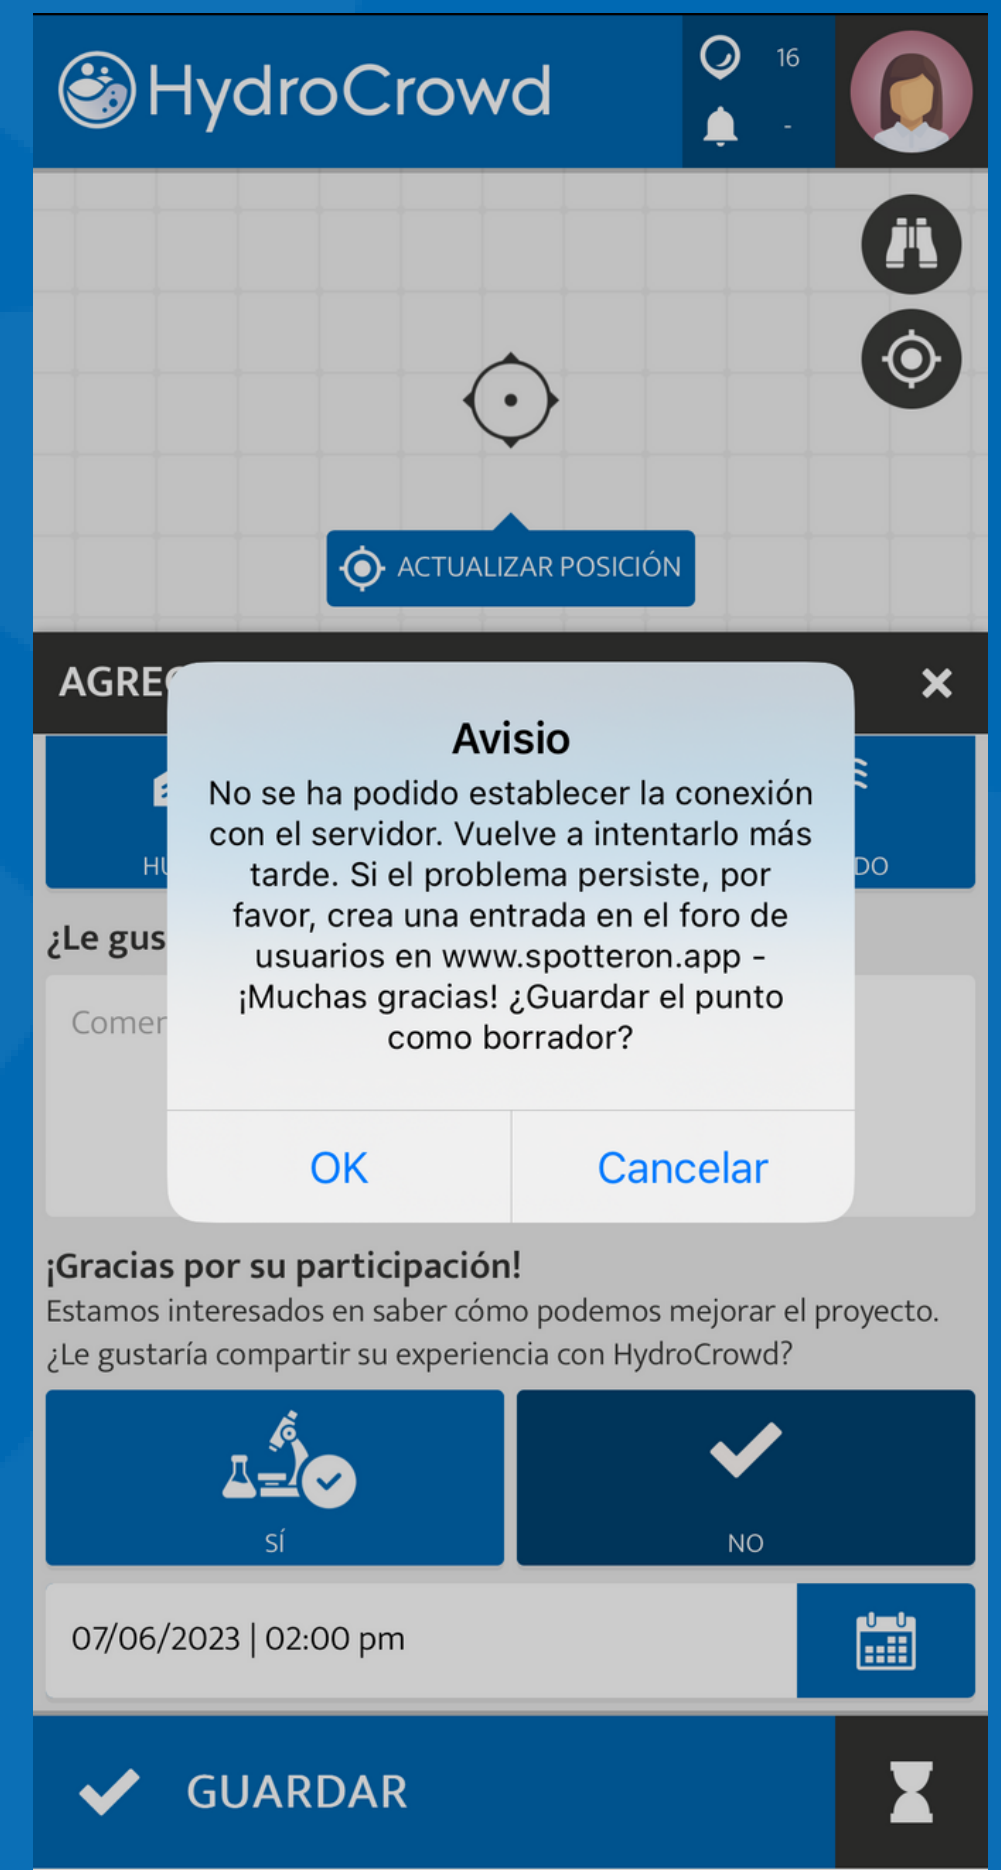 HydroCrowd
16
-
ACTUALIZAR POSICIÓN
AGREG
Avisio
No se ha podido establecer la conexión
con el servidor. Vuelve a intentarlo más
tarde. Si el problema persiste, por
favor, crea una entrada en el foro de
usuarios en www.spotteron.app -
¡Muchas gracias! ¿Guardar el punto
como borrador?
OK
Cancelar
HU
DO
¿Le gus
Comer
¡Gracias por su participación!
Estamos interesados en saber cómo podemos mejorar el proyecto.
¿Le gustaría compartir su experiencia con HydroCrowd?
SÍ
NO
07/06/2023 | 02:00 pm
GUARDAR